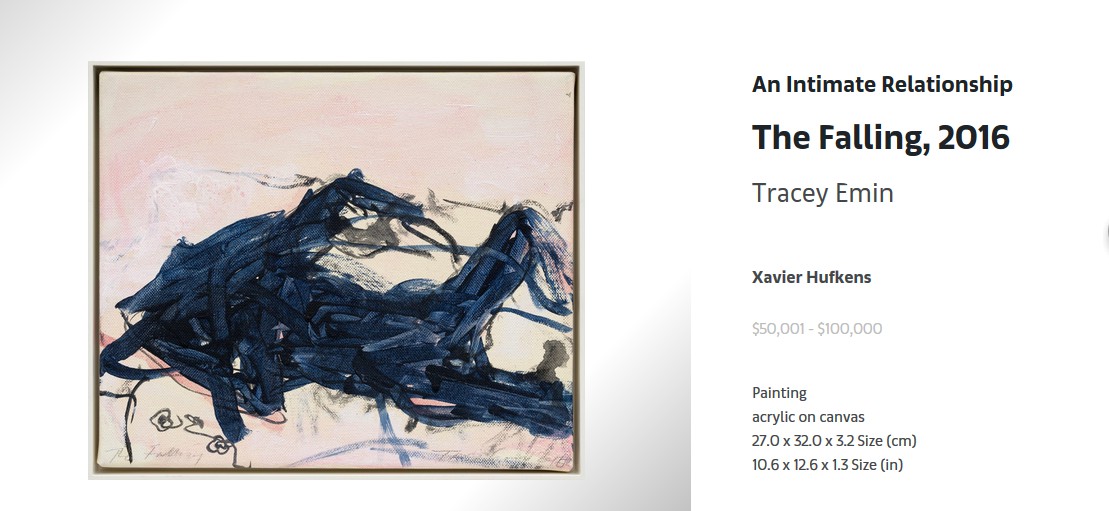 An Intimate Relationship
The Falling, 2016
Tracey Emin
Xavier Hufkens
$50,001 - $100,000
Painting
acrylic on canvas
27.0 x 32.0 x 3.2 Size (cm)
10.6 x 12.6 x 1.3 Size (in)
The Falling